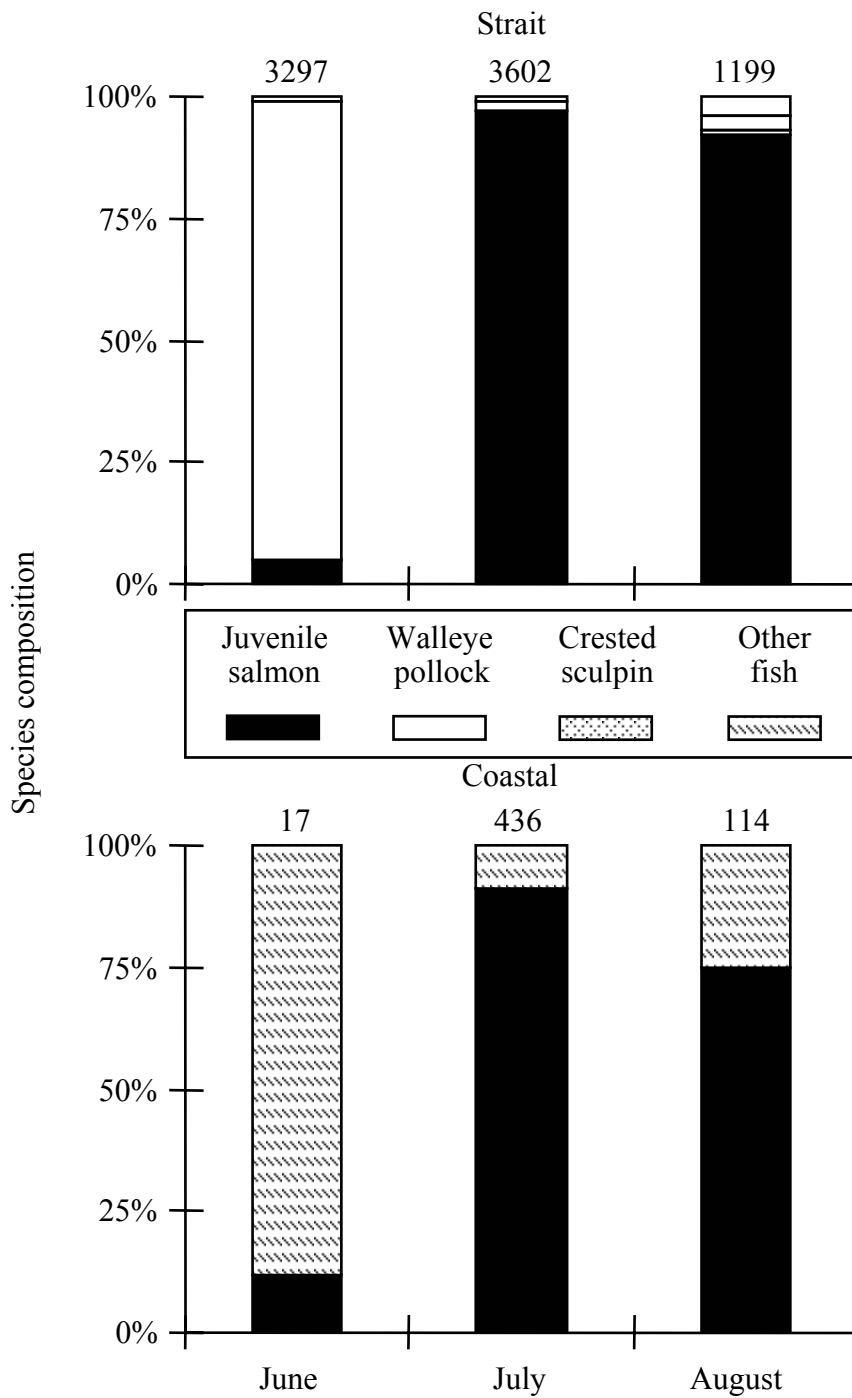 Strait
3297 3602 1199
100%
75%
50%
25%
0%
Species composition
Juvenile salmon
Walleye pollock
Crested sculpin
Other fish
Coastal
17 436 114
100%
75%
50%
25%
0%
June July August